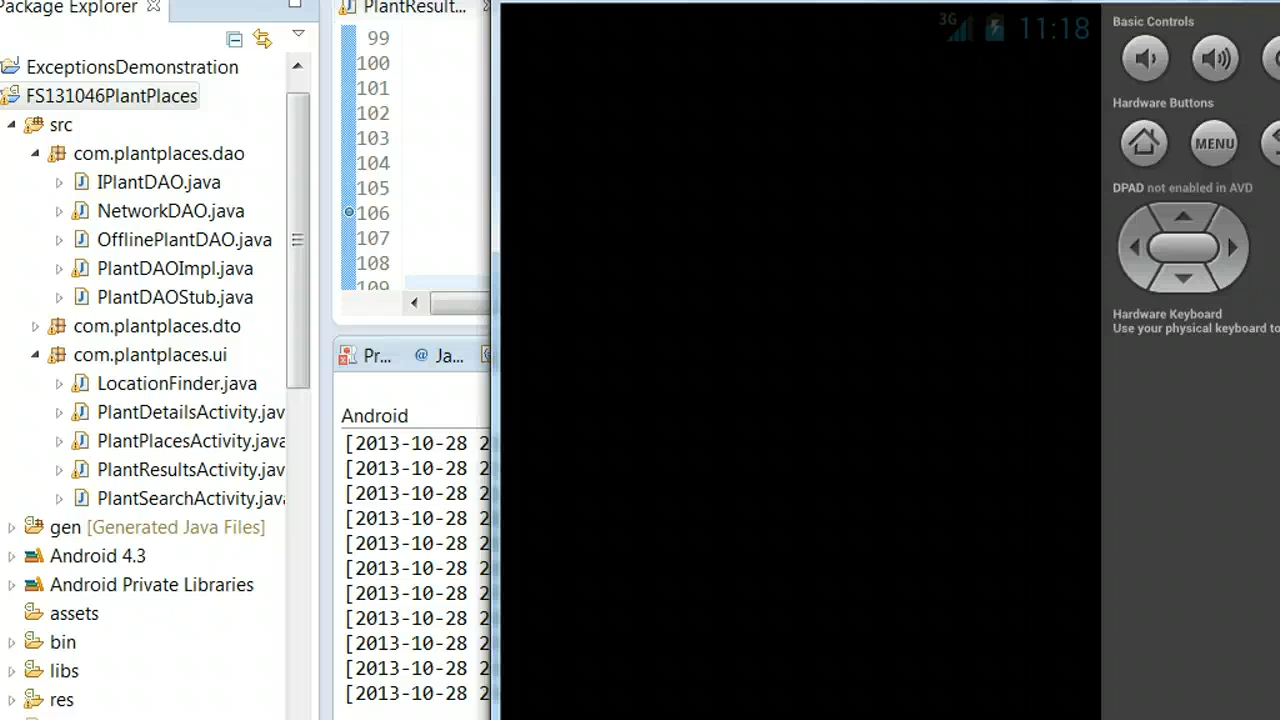 Package Explorer
ExceptionsDemonstration
FS131046PlantPlaces
src
com.plantplaces.dao
IPlantDAO.java
NetworkDAO.java
OfflinePlantDAO.java
PlantDAOImpl.java
PlantDAOStub.java
com.plantplaces.dto
com.plantplaces.ui
LocationFinder.java
PlantDetailsActivity.jav
PlantPlacesActivity.java
PlantResultsActivity.jav
PlantSearchActivity.java
gen [Generated Java Files]
Android 4.3
Android Private Libraries
assets
bin
libs
res
PlantResult...
99
100
101
102
103
104
105
106
107
108
109
Pr...
@ Ja...
Android
[2013-10-28 2
[2013-10-28 2
[2013-10-28 2
[2013-10-28 2
[2013-10-28 2
[2013-10-28 2
[2013-10-28 2
[2013-10-28 2
[2013-10-28 2
[2013-10-28 2
[2013-10-28 2
3G
11:18
Basic Controls
Hardware Buttons
MENU
DPAD not enabled in AVD
Hardware Keyboard
Use your physical keyboard to